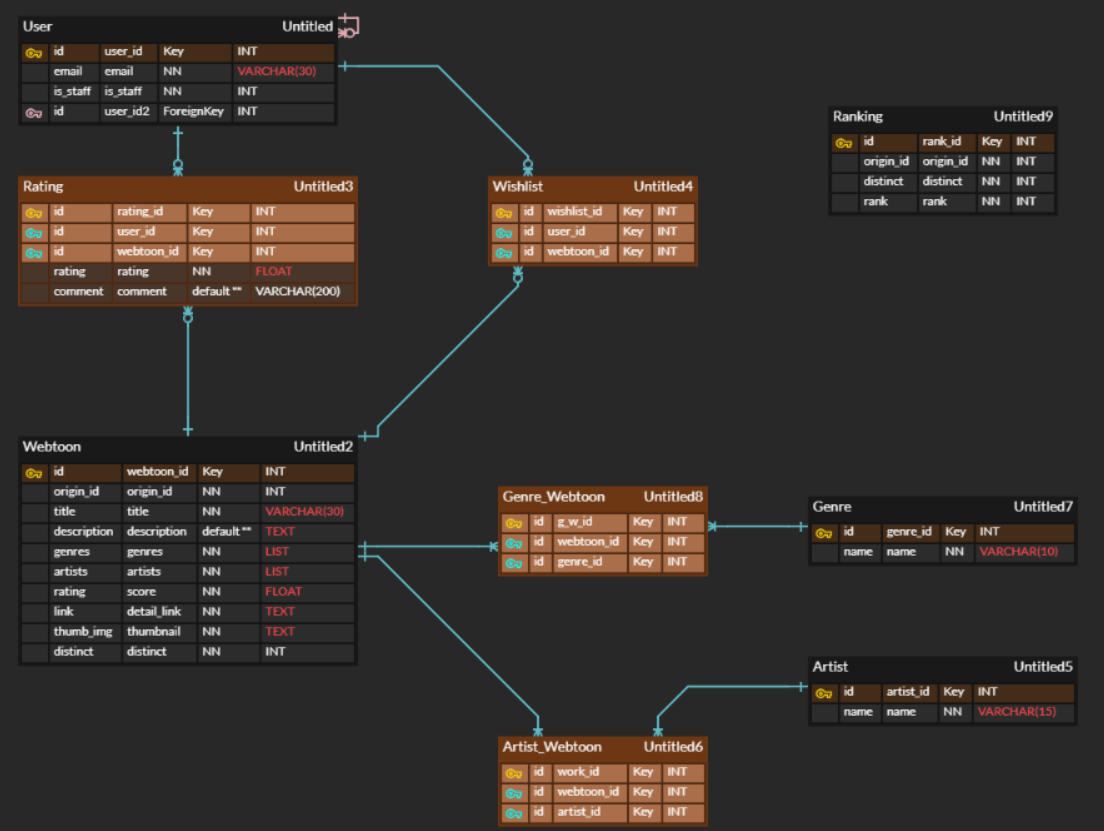 User Untitled
id user_id Key INT
email email NN VARCHAR(30)
is_staff is_staff NN INT
id user_id2 ForeignKey INT
Ranking Untitled9
id rank_id Key INT
origin_id origin_id NN INT
distinct distinct NN INT
rank rank NN INT
Rating Untitled3
id rating_id Key INT
id user_id Key INT
id webtoon_id Key INT
rating rating NN FLOAT
comment comment default "" VARCHAR(200)
Wishlist Untitled4
id wishlist_id Key INT
id user_id Key INT
id webtoon_id Key INT
Webtoon Untitled2
id webtoon_id Key INT
origin_id origin_id NN INT
title title NN VARCHAR(30)
description description default "" TEXT
genres genres NN LIST
artists artists NN LIST
rating score NN FLOAT
link detail_link NN TEXT
thumb_img thumbnail NN TEXT
distinct distinct NN INT
Genre_Webtoon Untitled8
id g_w_id Key INT
id webtoon_id Key INT
id genre_id Key INT
Genre Untitled7
id genre_id Key INT
name name NN VARCHAR(10)
Artist Untitled5
id artist_id Key INT
name name NN VARCHAR(15)
Artist_Webtoon Untitled6
id work_id Key INT
id webtoon_id Key INT
id artist_id Key INT